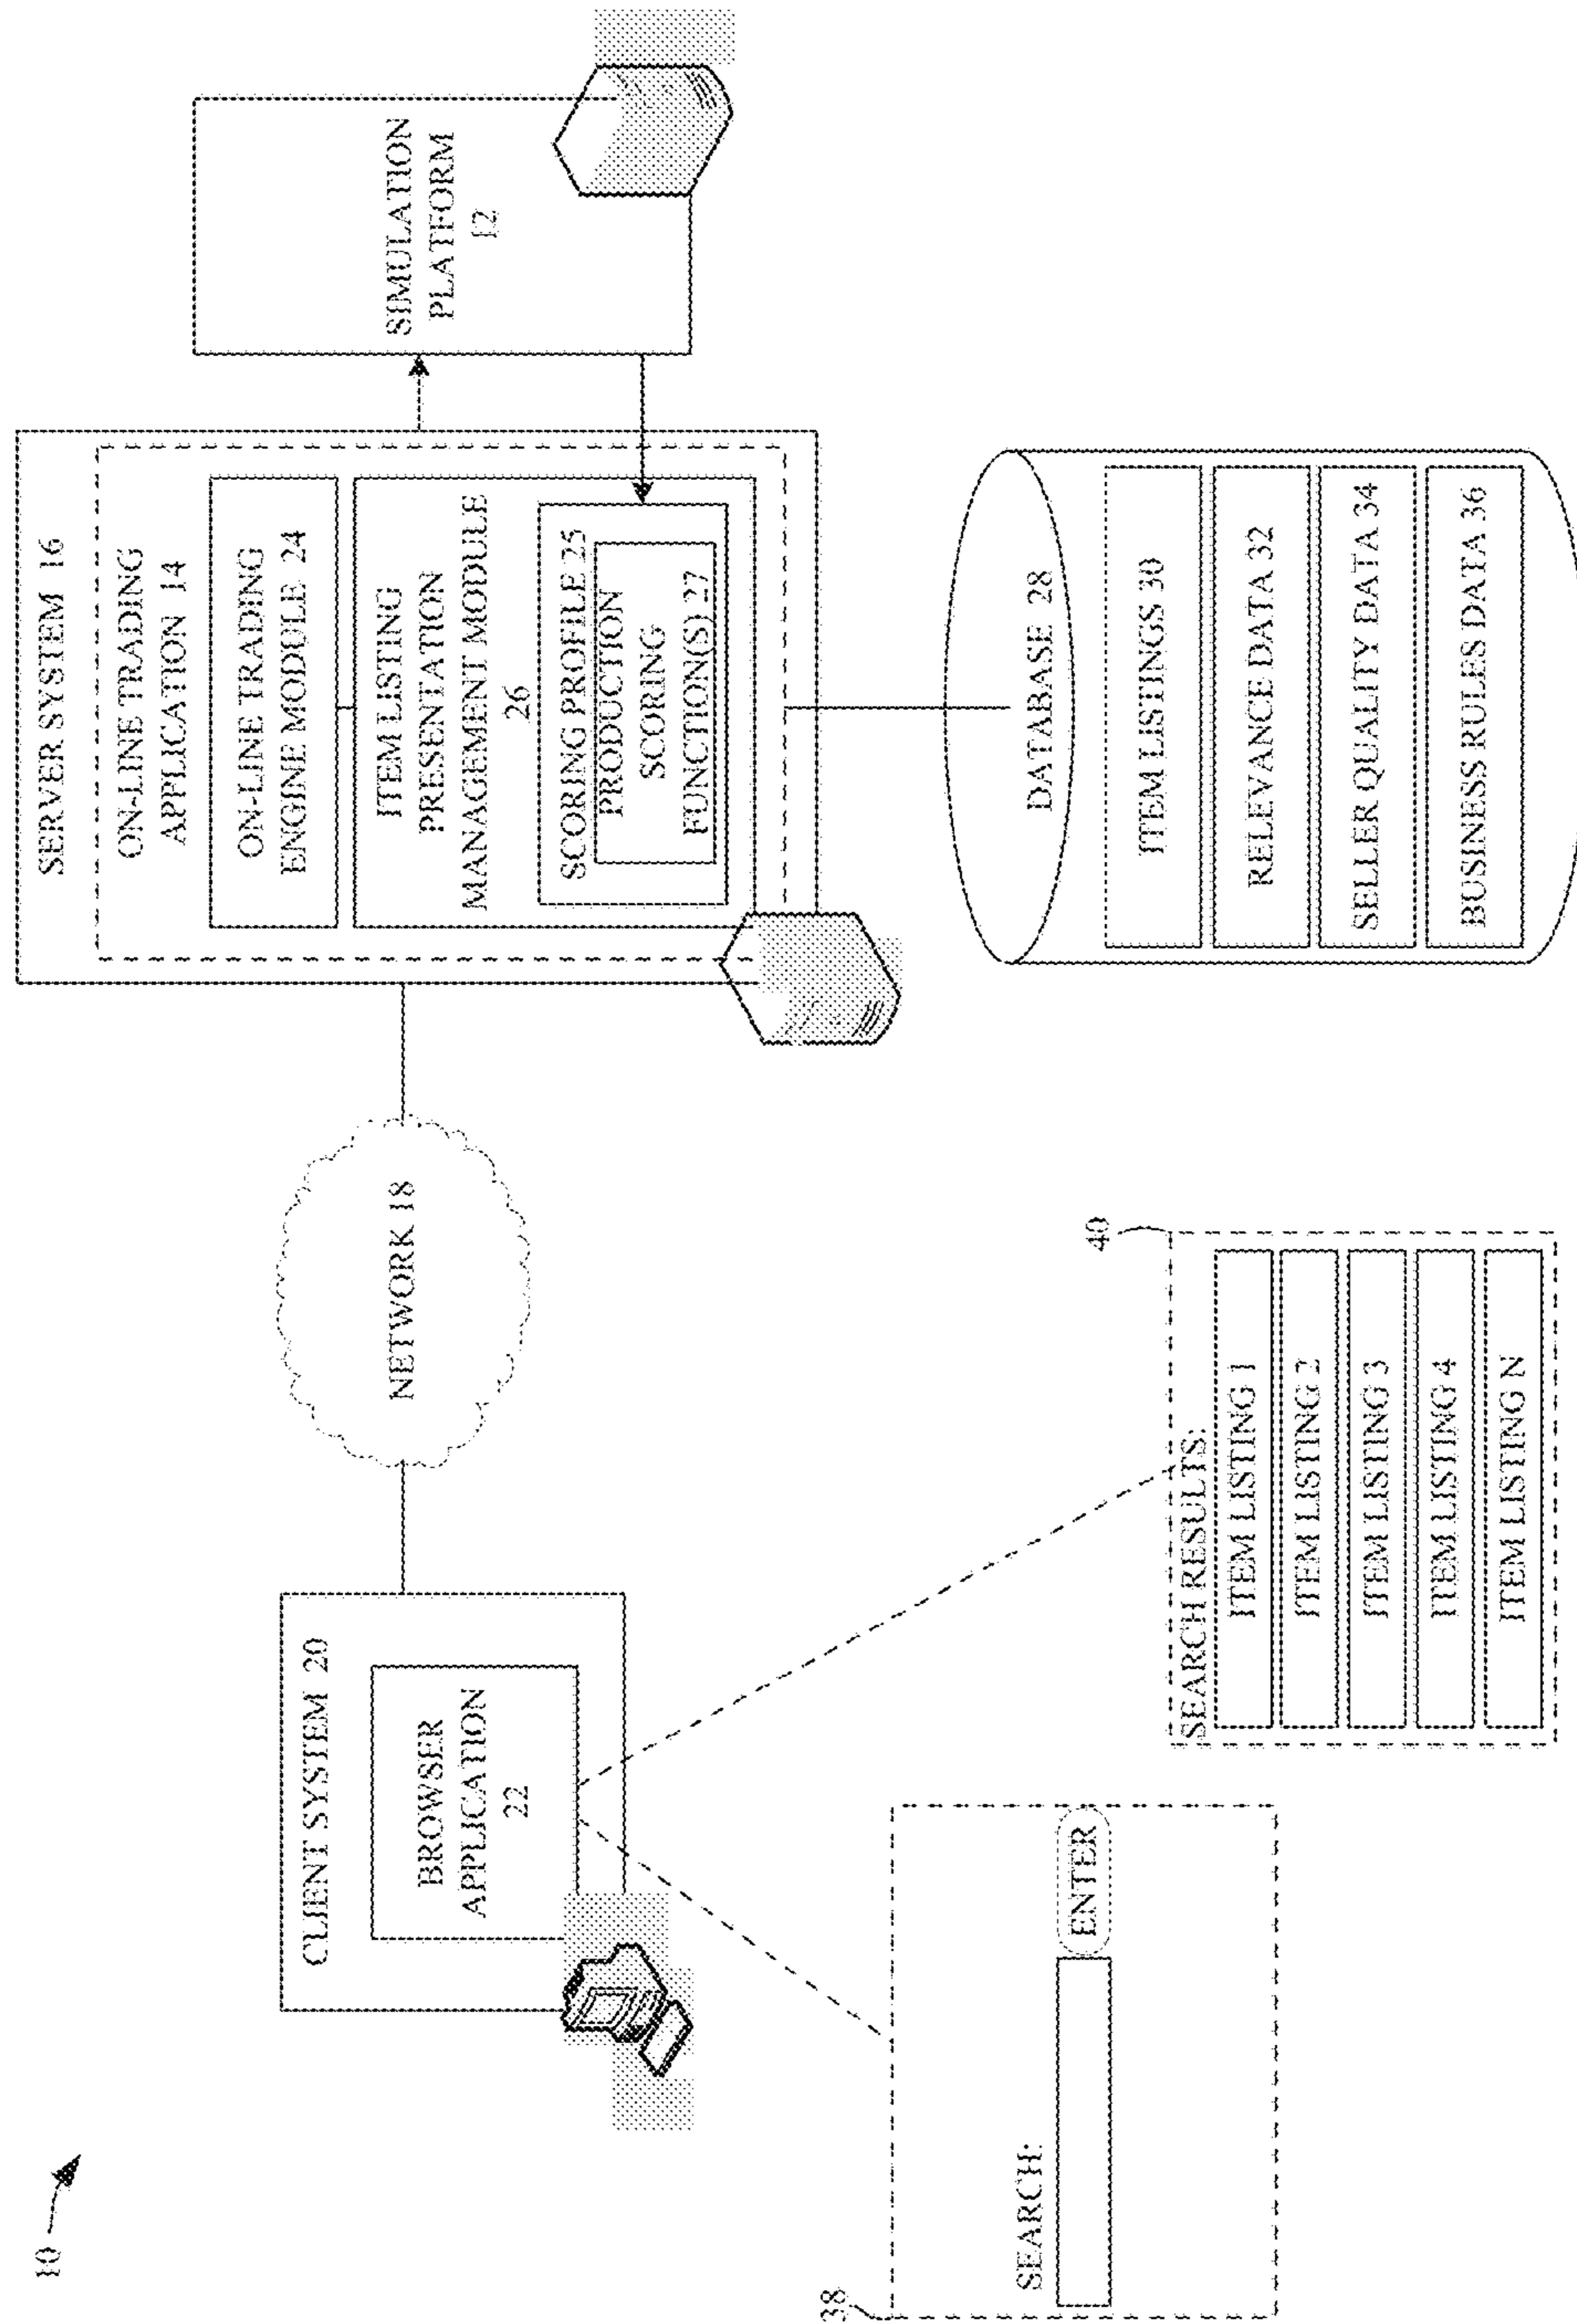 10
CLIENT SYSTEM 20
BROWSER
APPLICATION
22
NETWORK 18
SERVER SYSTEM 16
ON-LINE TRADING
APPLICATION 14
ON-LINE TRADING
ENGINE MODULE 24
ITEM LISTING
PRESENTATION
MANAGEMENT MODULE
26
SCORING PROFILE 25
PRODUCTION
SCORING
FUNCTION(S) 27
SIMULATION
PLATFORM
12
38
SEARCH:
ENTER
40
SEARCH RESULTS:
ITEM LISTING 1
ITEM LISTING 2
ITEM LISTING 3
ITEM LISTING 4
ITEM LISTING N
DATABASE 28
ITEM LISTINGS 30
RELEVANCE DATA 32
SELLER QUALITY DATA 34
BUSINESS RULES DATA 36